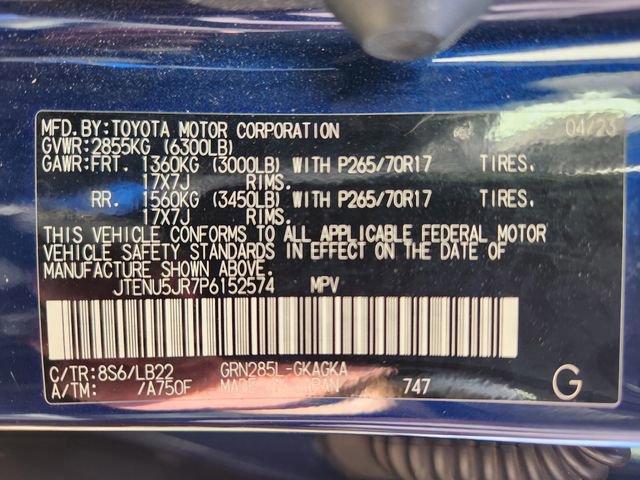 MFD.BY:TOYOTA MOTOR CORPORATION 04/23
GVWR:2855KG (6300LB)
GAWR:FRT. 1360KG (3000LB) WITH P265/70R17 TIRES.
17X7J RIMS.
RR. 1560KG (3450LB) WITH P265/70R17 TIRES.
17X7J RIMS.
THIS VEHICLE CONFORMS TO ALL APPLICABLE FEDERAL MOTOR
VEHICLE SAFETY STANDARDS IN EFFECT ON THE DATE OF
MANUFACTURE SHOWN ABOVE.
JTENU5JR7P6152574 MPV
C/TR:8S6/LB22 GRN285L-GKAGKA
A/TM: /A750F MADE IN JAPAN 747
G